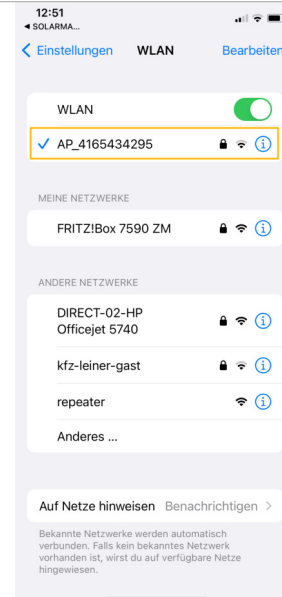 12:51
◀ SOLARMA...
Einstellungen WLAN Bearbeiten
WLAN
AP_4165434295
MEINE NETZWERKE
FRITZ!Box 7590 ZM
ANDERE NETZWERKE
DIRECT-02-HP
Officejet 5740
kfz-leiner-gast
repeater
Anderes ...
Auf Netze hinweisen Benachrichtigen
Bekannte Netzwerke werden automatisch
verbunden. Falls kein bekanntes Netzwerk
vorhanden ist, wirst du auf verfügbare Netze
hingewiesen.